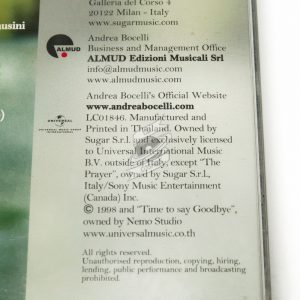 Galleria del Corso 4
20122 Milan - Italy
www.sugarmusic.com
usini
Andrea Bocelli
Business and Management Office
ALMUD
ALMUD Edizioni Musicali Srl
info@almudmusic.com
www.almudmusic.com
Andrea Bocelli's Official Website
www.andreabocelli.com
)
LC01846. Manufactured and
UNIVERSAL
Printed in Thailand. Owned by
Sugar S.r.l., and exclusively licensed
to Universal International Music
B.V. outside of Italy, except "The
Prayer", owned by Sugar S.r.l.,
Italy/Sony Music Entertainment
(Canada) Inc.
© 1998 and "Time to say Goodbye",
owned by Nemo Studio
www.universalmusic.co.th
All rights reserved.
Unauthorised reproduction, copying, hiring,
lending, public performance and broadcasting
prohibited.